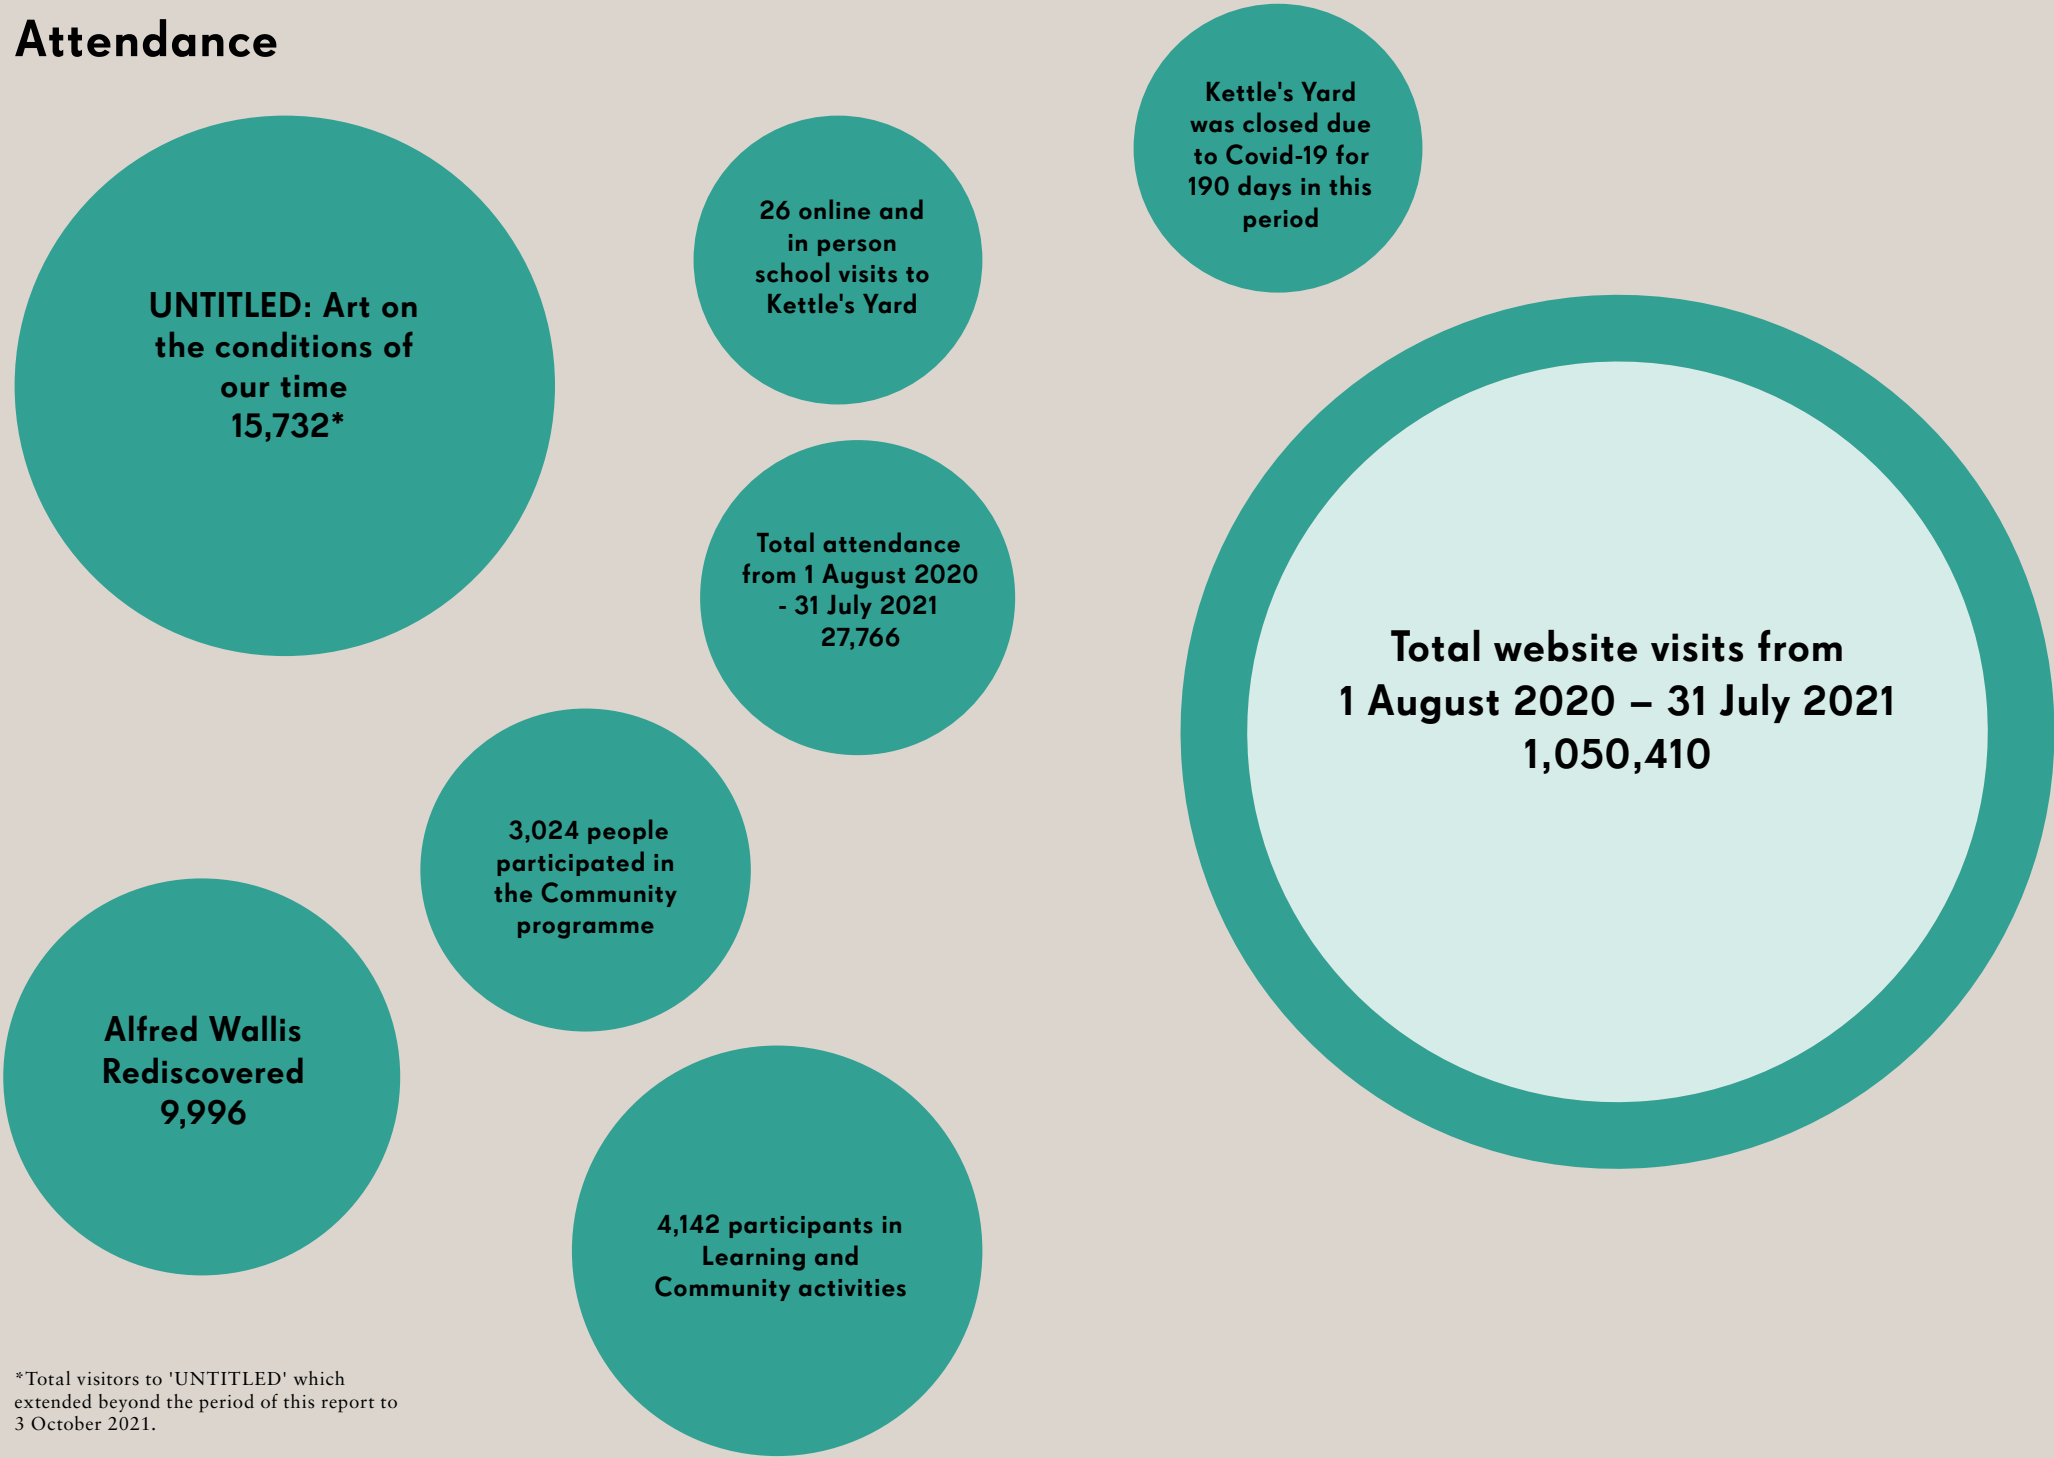 Attendance
UNTITLED: Art on
the conditions of
our time
15,732*
26 online and
in person
school visits to
Kettle's Yard
Kettle's Yard
was closed due
to Covid-19 for
190 days in this
period
Total attendance
from 1 August 2020
- 31 July 2021
27,766
Total website visits from
1 August 2020 – 31 July 2021
1,050,410
3,024 people
participated in
the Community
programme
Alfred Wallis
Rediscovered
9,996
4,142 participants in
Learning and
Community activities
*Total visitors to 'UNTITLED' which
extended beyond the period of this report to
3 October 2021.